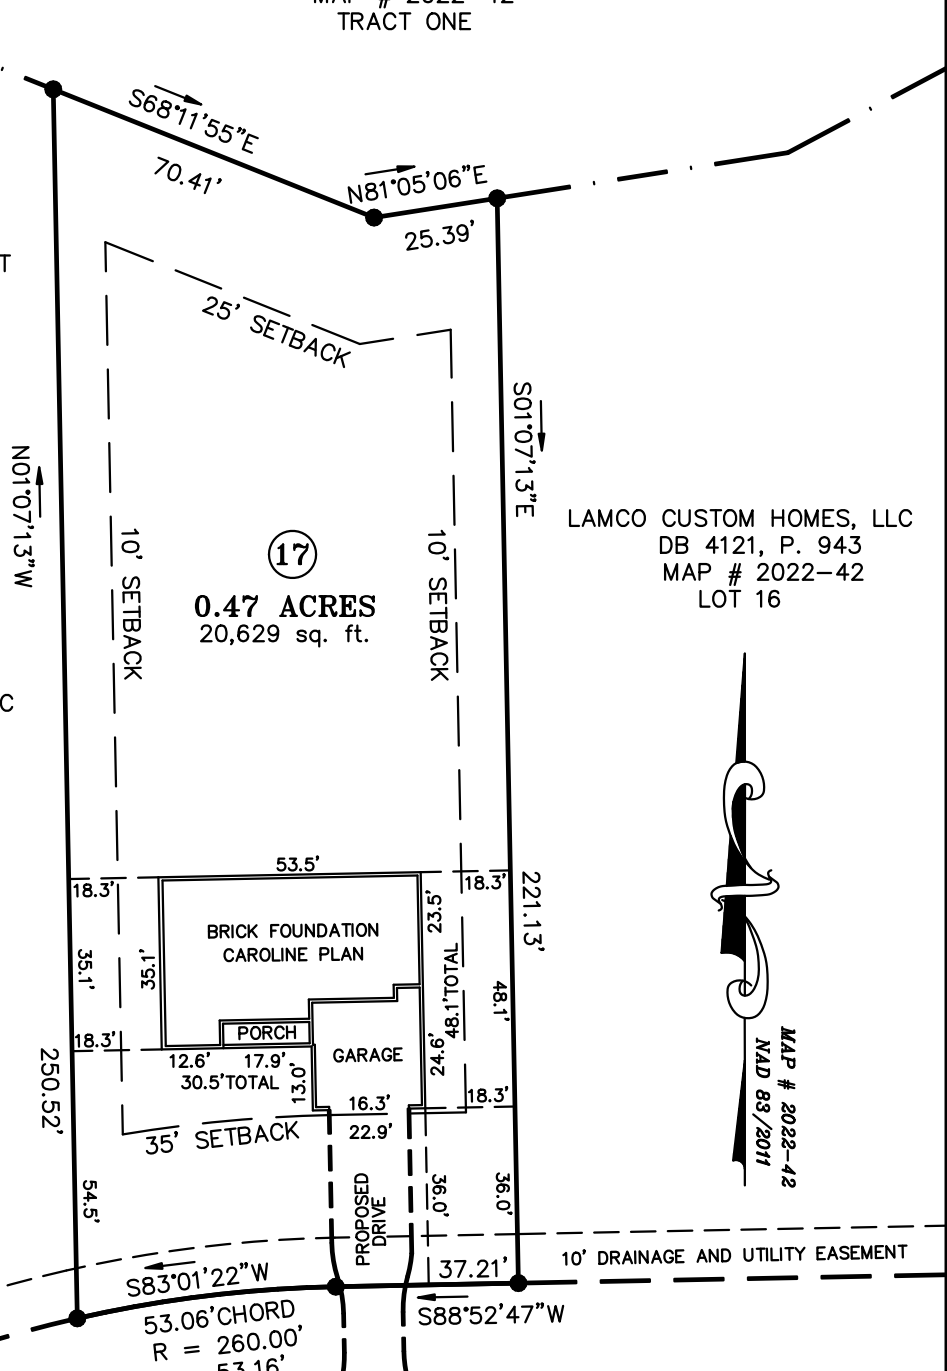 MAP # 2022-42
TRACT ONE
S68°11'55"E
70.41'
N81°05'06"E
25.39'
T
25' SETBACK
S01°07'13"E
N01°07'13"W
10' SETBACK
10' SETBACK
17
0.47 ACRES
20,629 sq. ft.
LAMCO CUSTOM HOMES, LLC
DB 4121, P. 943
MAP # 2022-42
LOT 16
C
53.5'
18.3'
18.3'
221.13'
23.5'
BRICK FOUNDATION
CAROLINE PLAN
35.1'
35.1'
48.1' TOTAL
48.1'
18.3'
PORCH
GARAGE
24.6'
12.6'
17.9'
30.5' TOTAL
13.0'
16.3'
18.3'
250.52'
35' SETBACK
22.9'
MAP # 2022-42
NAD 83/2011
54.5'
PROPOSED
DRIVE
36.0'
36.0'
10' DRAINAGE AND UTILITY EASEMENT
S83°01'22"W
37.21'
S88°52'47"W
53.06' CHORD
R = 260.00'
53.16'